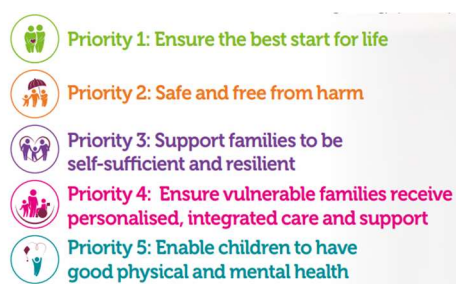 Priority 1: Ensure the best start for life
Priority 2: Safe and free from harm
Priority 3: Support families to be
self-sufficient and resilient
Priority 4: Ensure vulnerable families receive
personalised, integrated care and support
Priority 5: Enable children to have
good physical and mental health